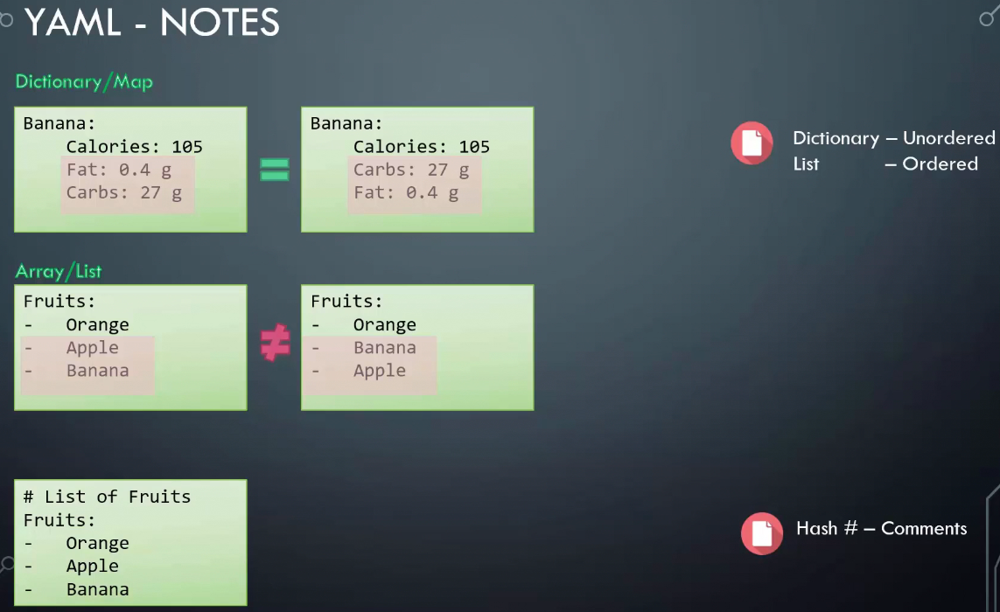 YAML - NOTES
Dictionary/Map
Banana:
Calories: 105
Fat: 0.4 g
Carbs: 27 g
=
Banana:
Calories: 105
Carbs: 27 g
Fat: 0.4 g
Dictionary – Unordered
List – Ordered
Array/List
Fruits:
- Orange
- Apple
- Banana
≠
Fruits:
- Orange
- Banana
- Apple
# List of Fruits
Fruits:
- Orange
- Apple
- Banana
Hash # – Comments